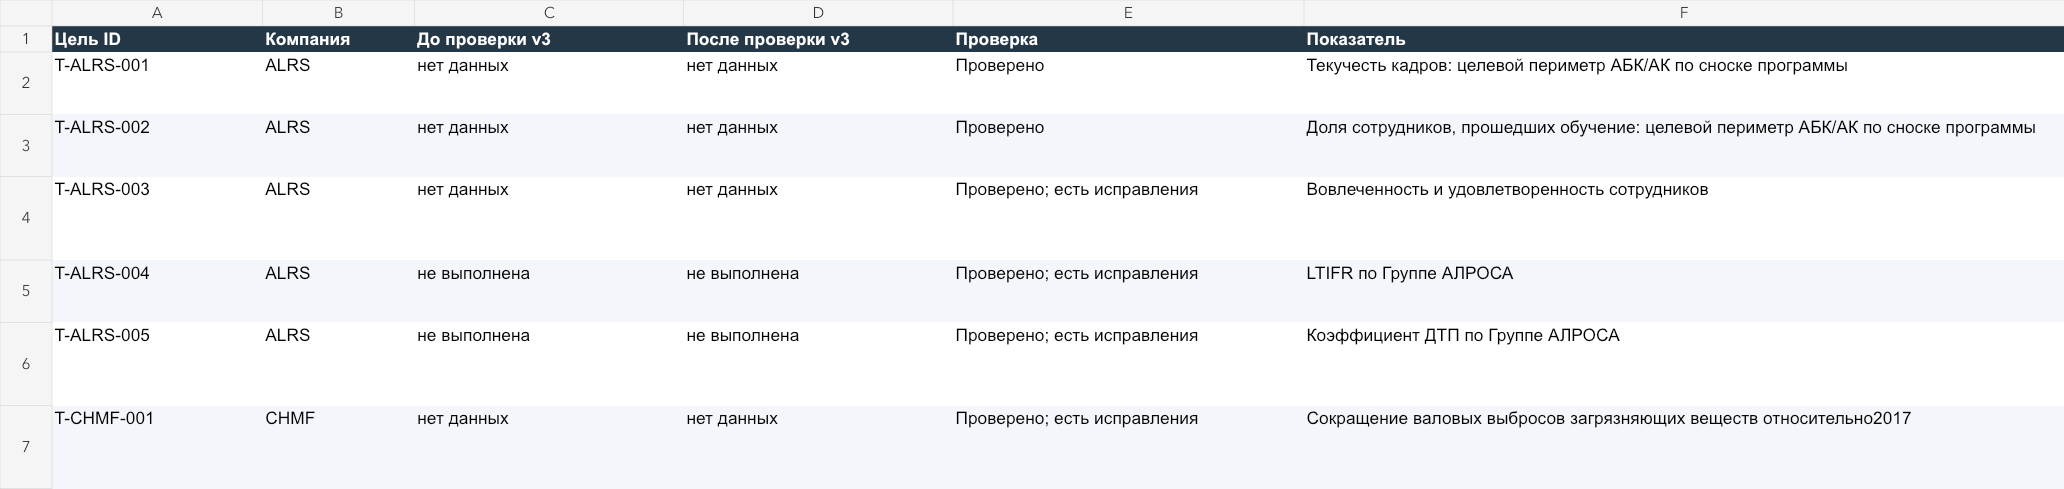 A B C D E F
1 Цель ID Компания До проверки v3 После проверки v3 Проверка Показатель
2 T-ALRS-001 ALRS нет данных нет данных Проверено Текучесть кадров: целевой периметр АБК/АК по сноске программы
3 T-ALRS-002 ALRS нет данных нет данных Проверено Доля сотрудников, прошедших обучение: целевой периметр АБК/АК по сноске программы
4 T-ALRS-003 ALRS нет данных нет данных Проверено; есть исправления Вовлеченность и удовлетворенность сотрудников
5 T-ALRS-004 ALRS не выполнена не выполнена Проверено; есть исправления LTIFR по Группе АЛРОСА
6 T-ALRS-005 ALRS не выполнена не выполнена Проверено; есть исправления Коэффициент ДТП по Группе АЛРОСА
7 T-CHMF-001 CHMF нет данных нет данных Проверено; есть исправления Сокращение валовых выбросов загрязняющих веществ относительно2017